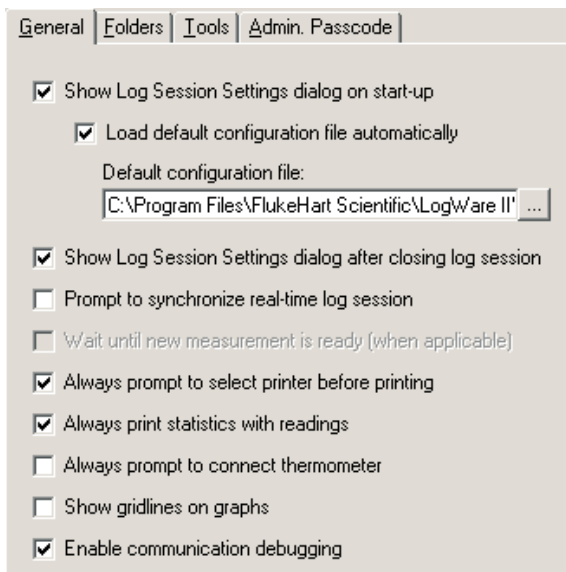 General Folders Tools Admin. Passcode
Show Log Session Settings dialog on start-up
Load default configuration file automatically
Default configuration file:
C:\Program Files\FlukeHart Scientific\LogWare II' ...
Show Log Session Settings dialog after closing log session
Prompt to synchronize real-time log session
Wait until new measurement is ready (when applicable)
Always prompt to select printer before printing
Always print statistics with readings
Always prompt to connect thermometer
Show gridlines on graphs
Enable communication debugging